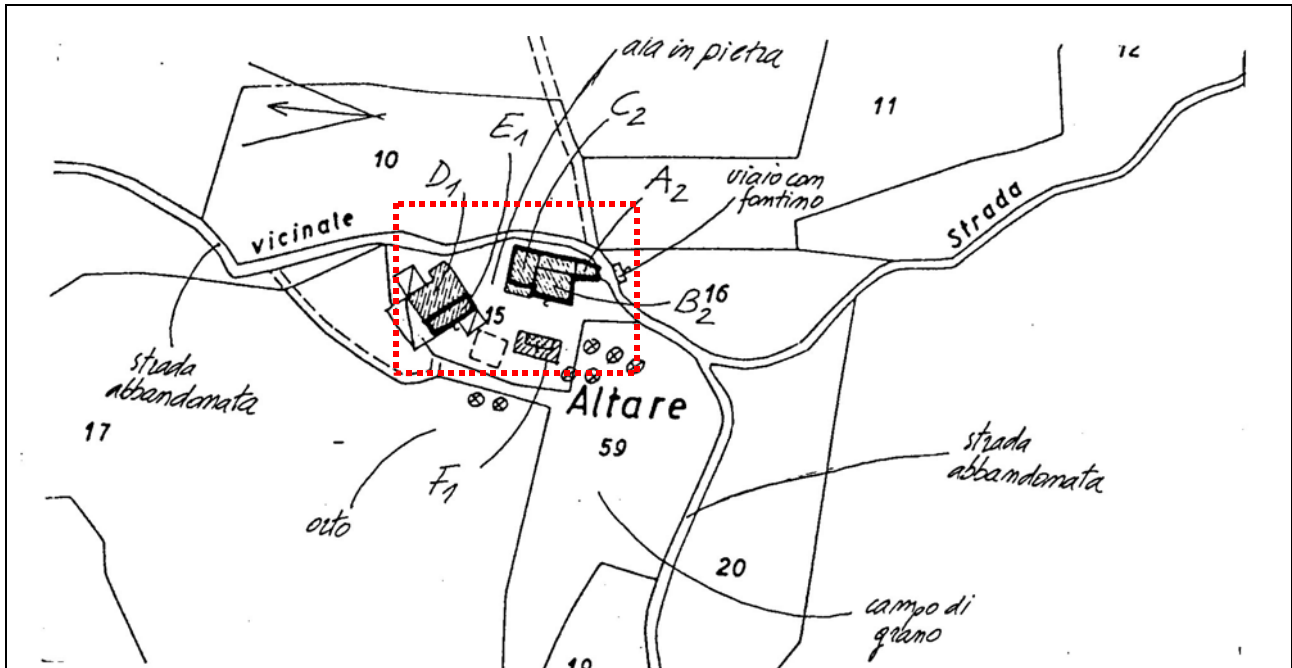 aia in pietra
12
C2
11
E1
10
D1
A2
viaio con
fontino
Strada
vicinale
B2
16
15
strada
abbandonata
Altare
17
59
strada
abbandonata
F1
orto
20
campo di
grano